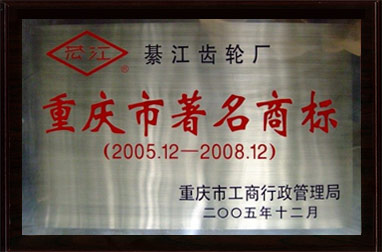 綦江®
綦江齿轮厂
重庆市著名商标
(2005.12—2008.12)
重庆市工商行政管理局
二〇〇五年十二月